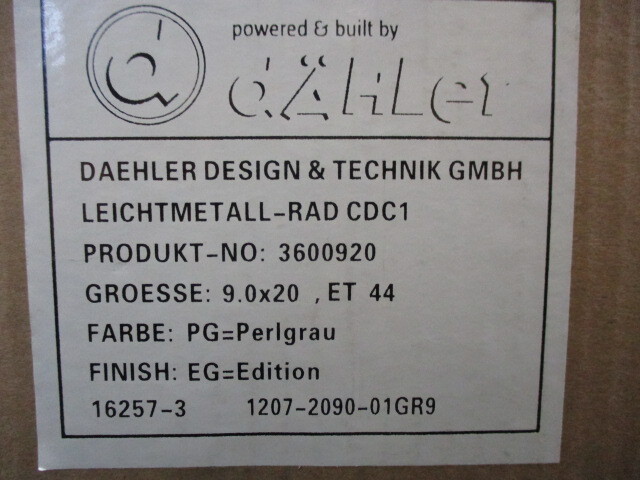 powered & built by
d dÄHLer
DAEHLER DESIGN & TECHNIK GMBH
LEICHTMETALL-RAD CDC1
PRODUKT-NO: 3600920
GROESSE: 9.0x20 , ET 44
FARBE: PG=Perlgrau
FINISH: EG=Edition
16257-3 1207-2090-01GR9